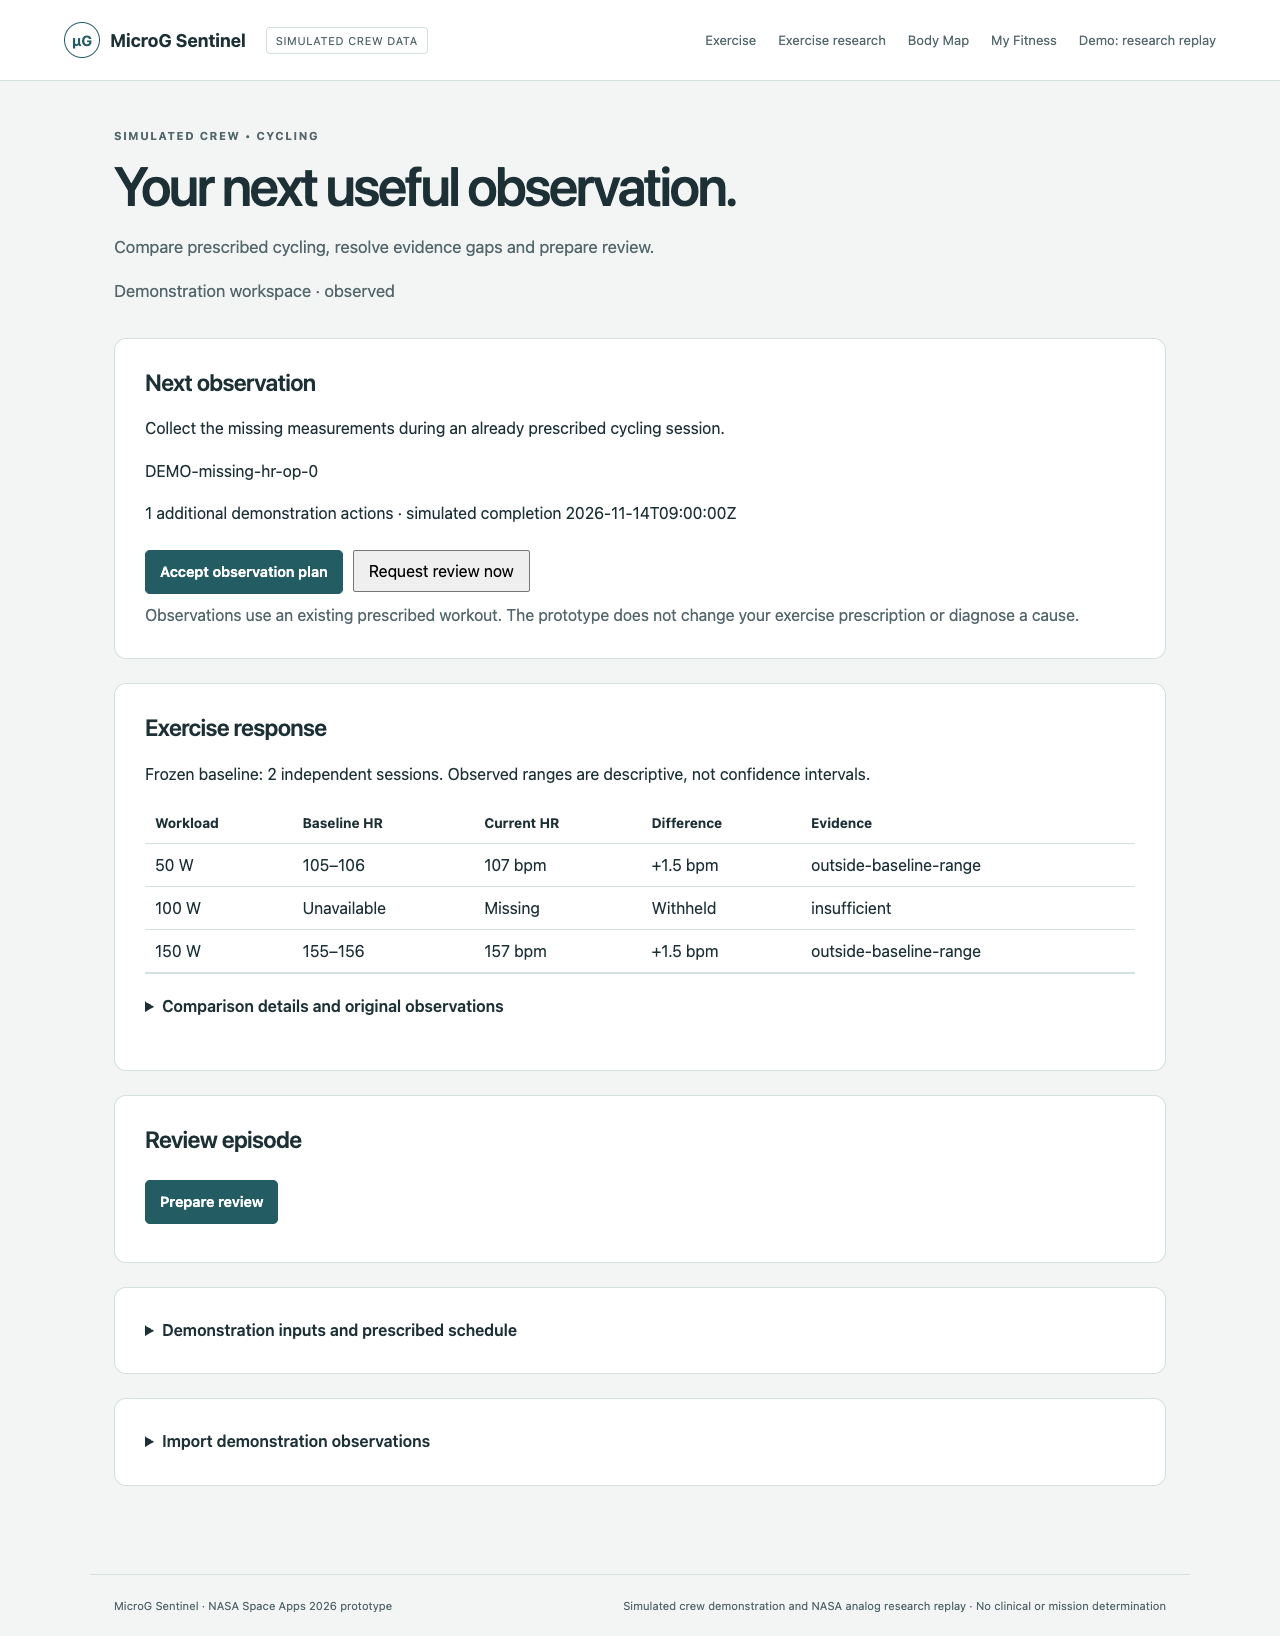 µG MicroG Sentinel SIMULATED CREW DATA Exercise Exercise research Body Map My Fitness Demo: research replay
SIMULATED CREW • CYCLING
Your next useful observation.
Compare prescribed cycling, resolve evidence gaps and prepare review.
Demonstration workspace · observed
Next observation
Collect the missing measurements during an already prescribed cycling session.
DEMO-missing-hr-op-0
1 additional demonstration actions · simulated completion 2026-11-14T09:00:00Z
Accept observation plan Request review now
Observations use an existing prescribed workout. The prototype does not change your exercise prescription or diagnose a cause.
Exercise response
Frozen baseline: 2 independent sessions. Observed ranges are descriptive, not confidence intervals.
Workload Baseline HR Current HR Difference Evidence
50 W 105–106 107 bpm +1.5 bpm outside-baseline-range
100 W Unavailable Missing Withheld insufficient
150 W 155–156 157 bpm +1.5 bpm outside-baseline-range
Comparison details and original observations
Review episode
Prepare review
Demonstration inputs and prescribed schedule
Import demonstration observations
MicroG Sentinel · NASA Space Apps 2026 prototype Simulated crew demonstration and NASA analog research replay · No clinical or mission determination